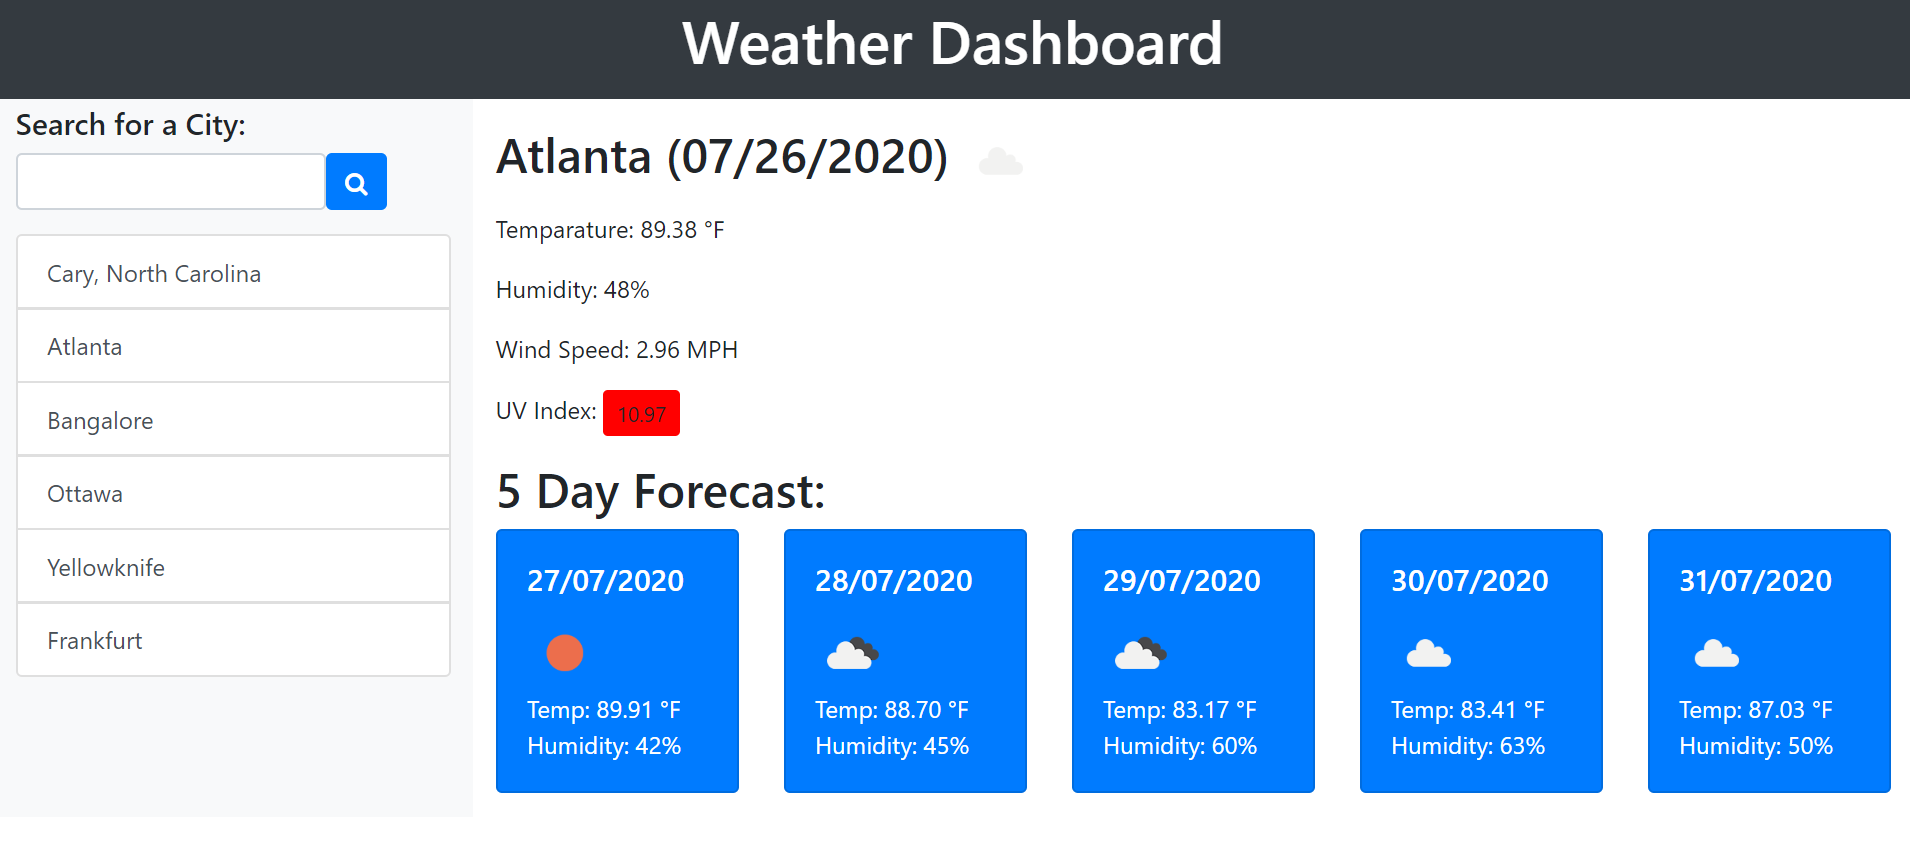 Weather Dashboard
Search for a City:
Cary, North Carolina
Atlanta
Bangalore
Ottawa
Yellowknife
Frankfurt
Atlanta (07/26/2020)
Temparature: 89.38 °F
Humidity: 48%
Wind Speed: 2.96 MPH
UV Index: 10.97
5 Day Forecast:
27/07/2020
Temp: 89.91 °F
Humidity: 42%
28/07/2020
Temp: 88.70 °F
Humidity: 45%
29/07/2020
Temp: 83.17 °F
Humidity: 60%
30/07/2020
Temp: 83.41 °F
Humidity: 63%
31/07/2020
Temp: 87.03 °F
Humidity: 50%